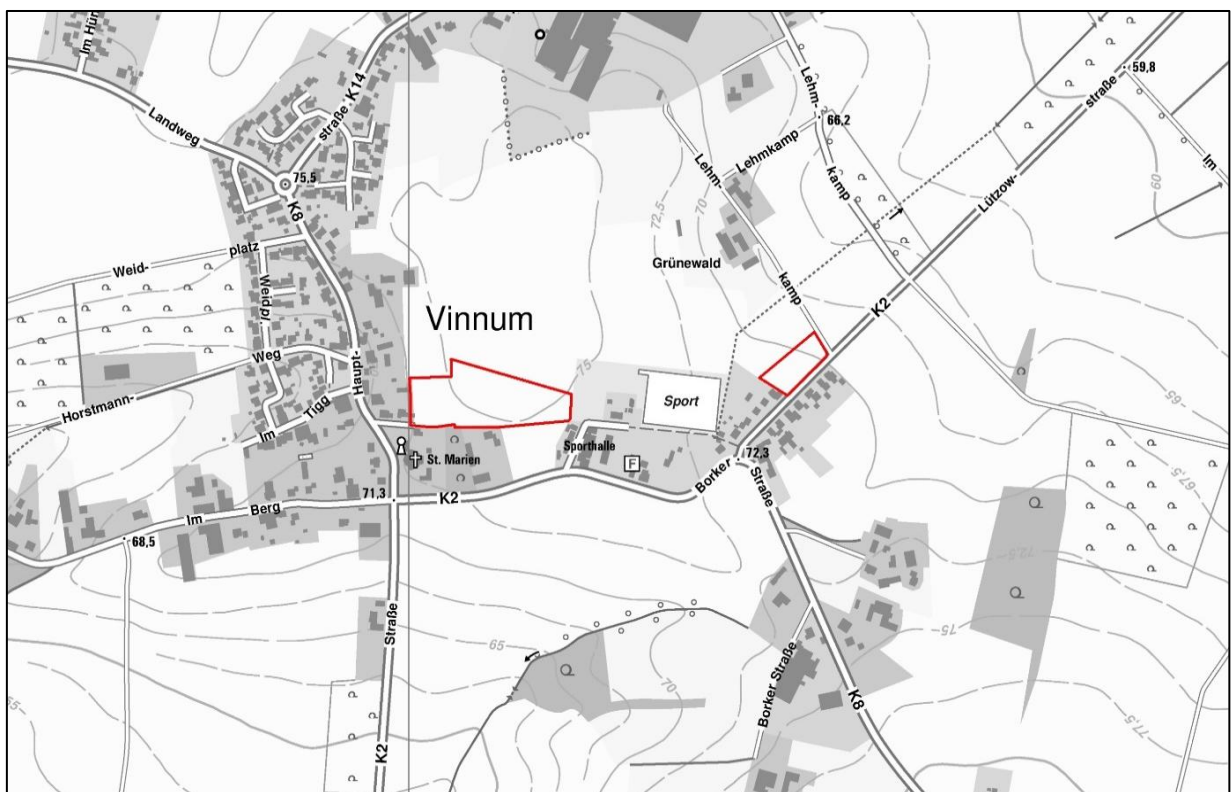 Im Hün
Landweg
straße K14
75,5
K8
Weid-
platz
Weidpl.
Haupt-
Horstmann-
Weg
Im Tigg
Vinnum
Lehm-
66,2
Lehmkamp
Lehm-
kamp
kamp
Grünewald
59,8
straße
Im
Lützow-
K2
60
72,5
70
75
Sport
Sporthalle
F
St. Marien
71,3
K2
Im
Berg
68,5
Borker
72,3
Straße
65
67,5
72,5
75
77,5
Straße
K2
65
65
70
Borker Straße
K8